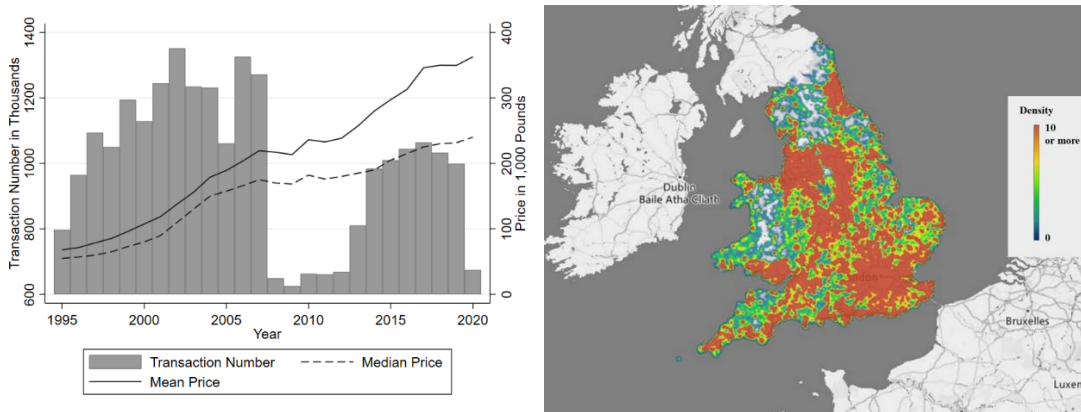 1400
1200
1000
800
600
Transaction Number in Thousands
400
300
200
100
0
Price in 1,000 Pounds
1995
2000
2005
2010
2015
2020
Year
Transaction Number
Median Price
Mean Price
Dublin
Baile Átha Cliath
Bruxelles
Luxem
Density
10
or more
0